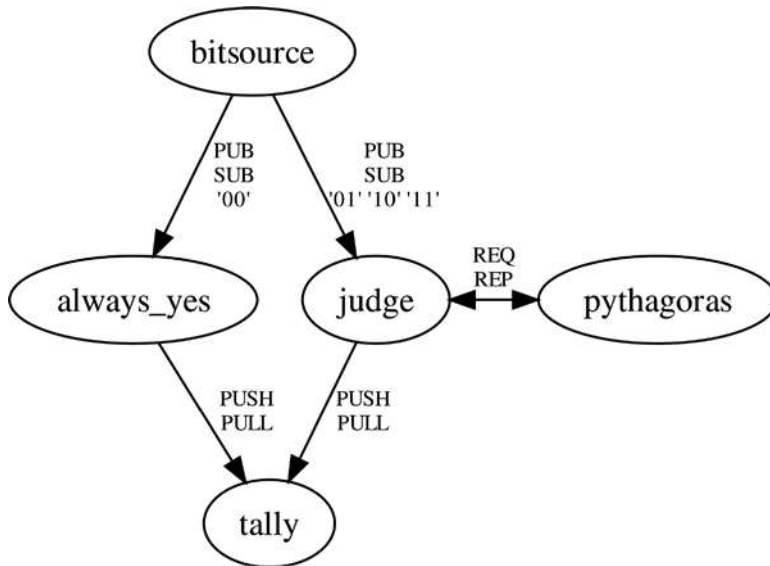 bitsource
PUB
SUB
'00'
PUB
SUB
'01' '10' '11'
always_yes
judge
REQ
REP
pythagoras
PUSH
PULL
PUSH
PULL
tally